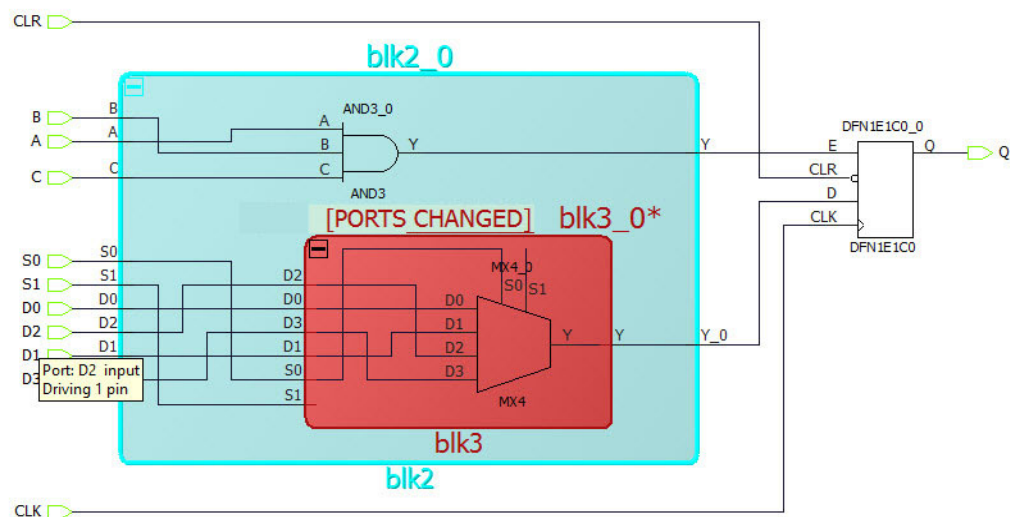 CLR
blk2_0
B B AND3_0 DFN1E1C0_0
A A A
B Y Y E Q Q
C C C CLR
AND3 D
[PORTS_CHANGED] blk3_0* CLK
DFN1E1C0
S0 S0
S1 S1 D2 MX4_0
D0 D0 D0 D0 S0 S1
D2 D2 D3 D1 Y Y Y_0
D1 D1 D1 D2
D3 Port: D2 input S0 D3
Driving 1 pin S1 MX4
blk3
blk2
CLK